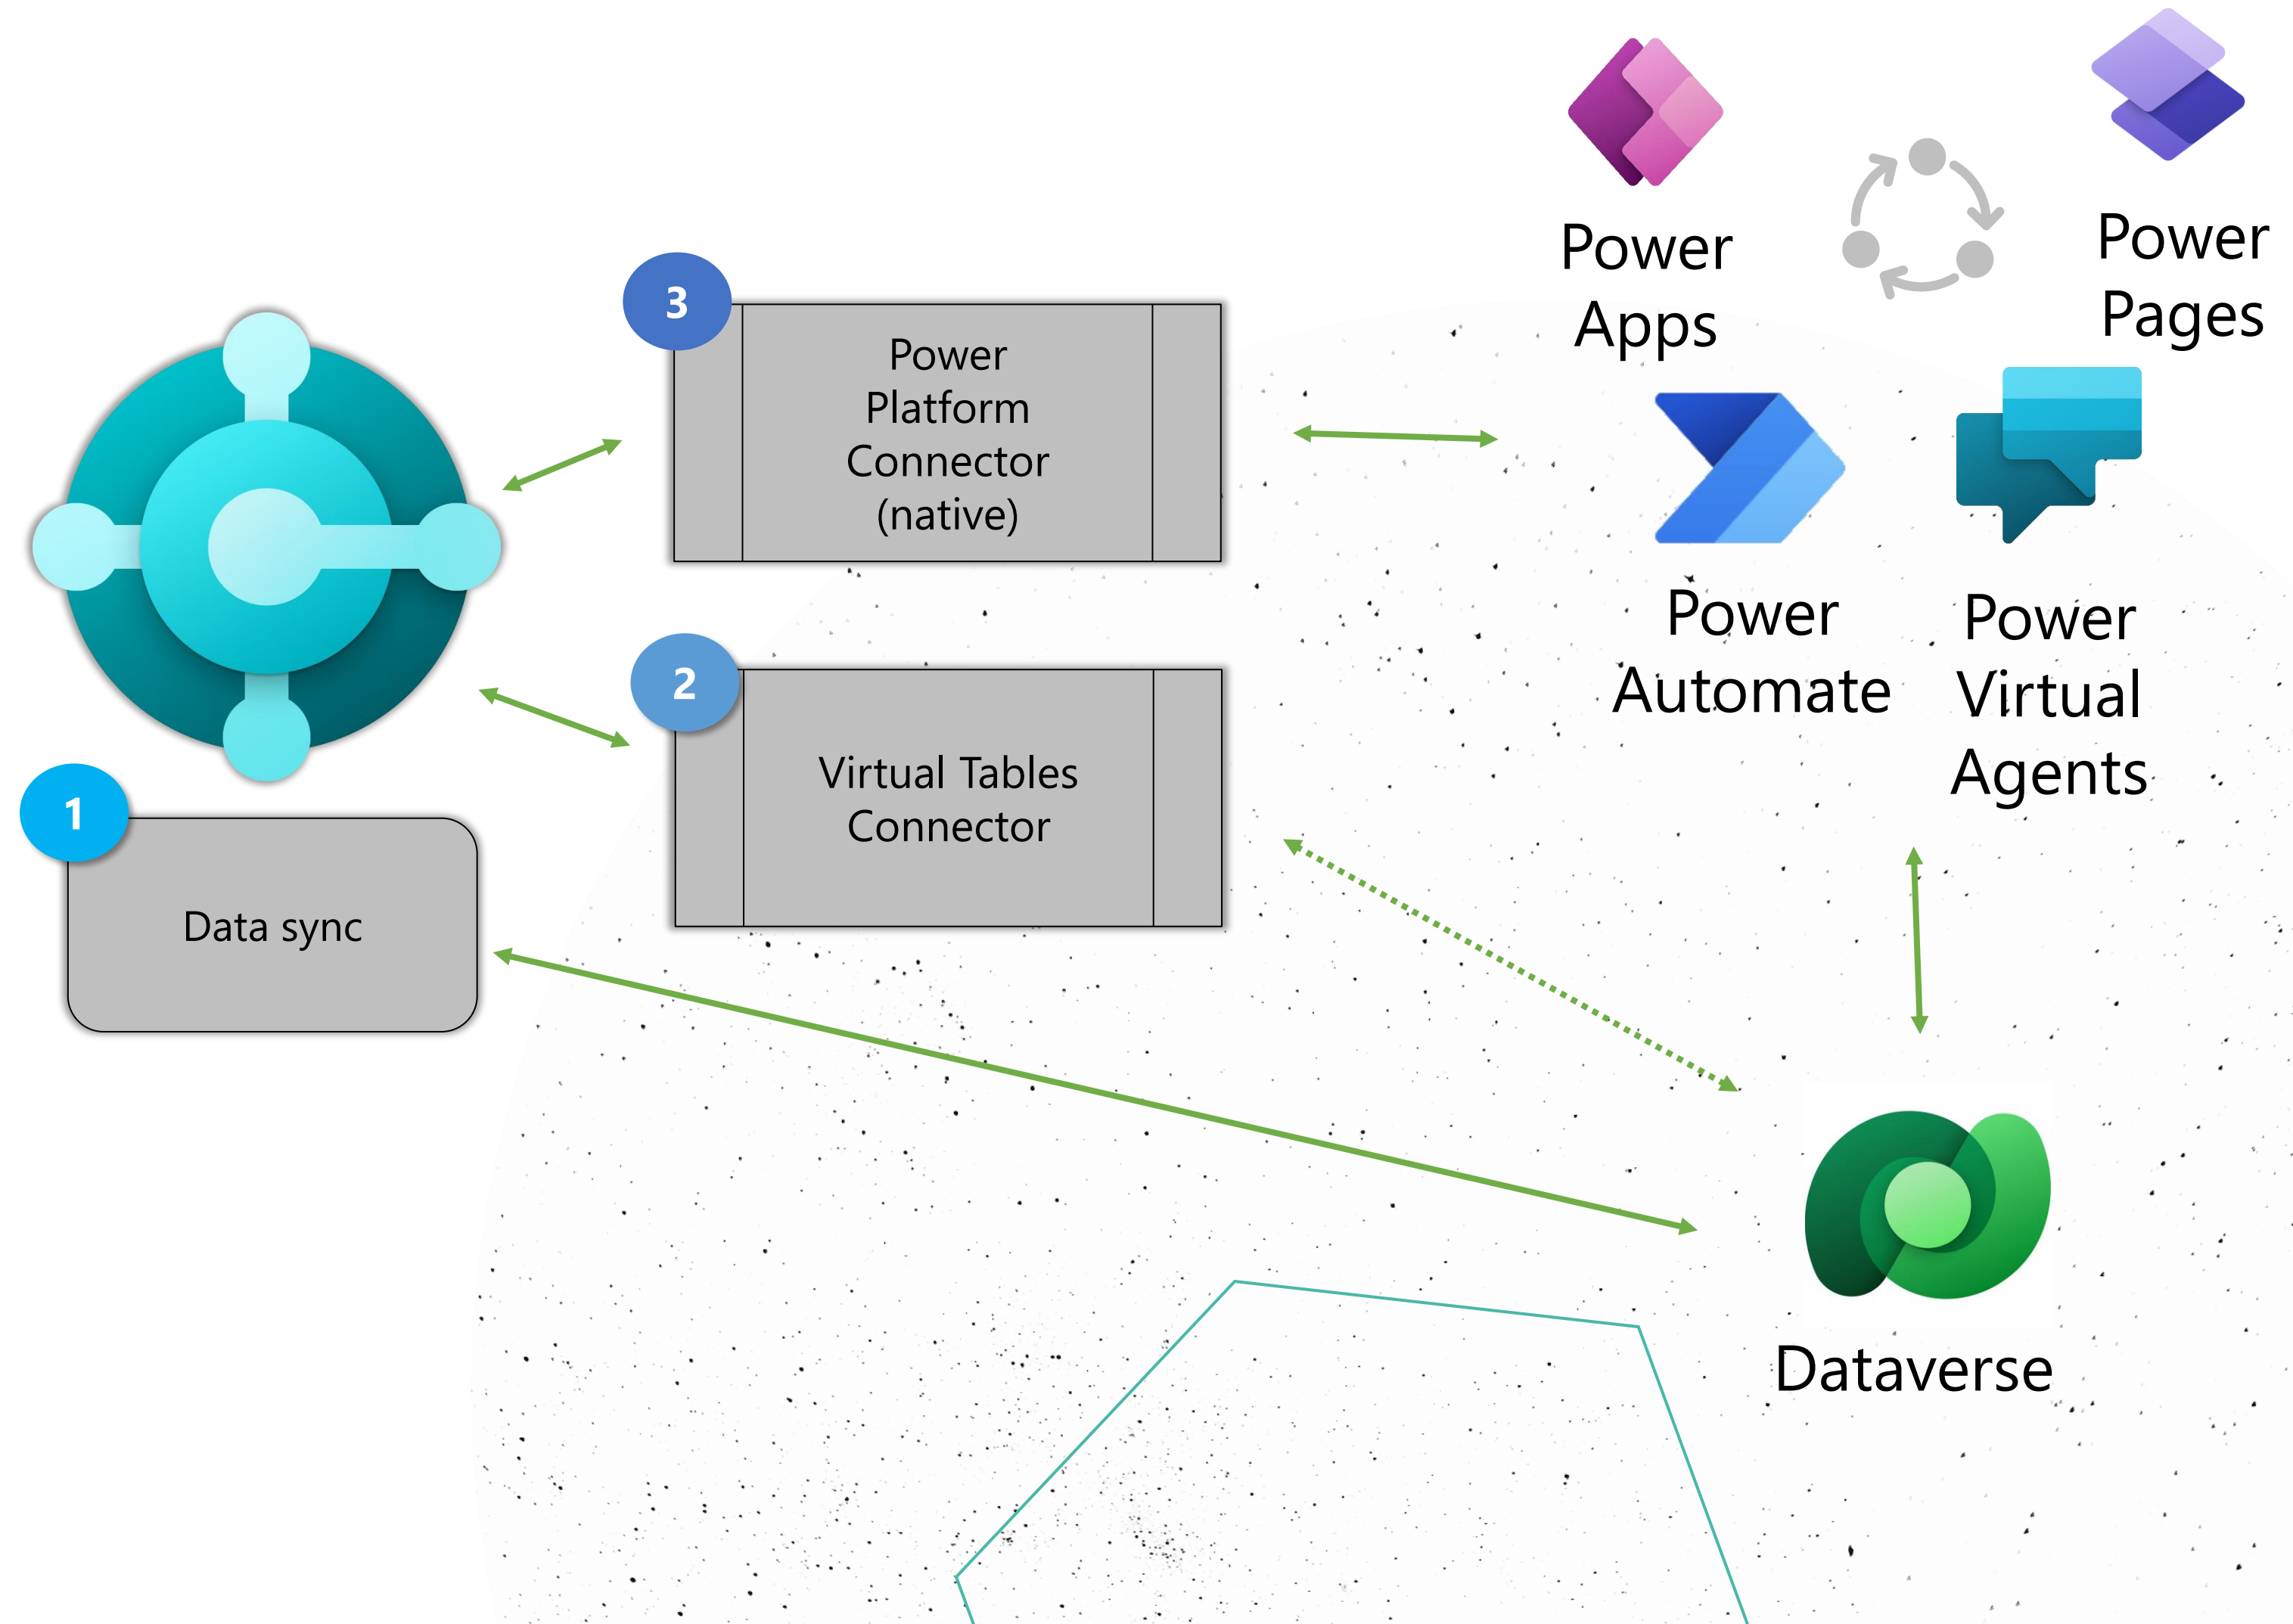 Power
Apps
Power
Pages
3
Power
Platform
Connector
(native)
Power
Automate
Power
Virtual
Agents
2
Virtual Tables
Connector
1
Data sync
Dataverse